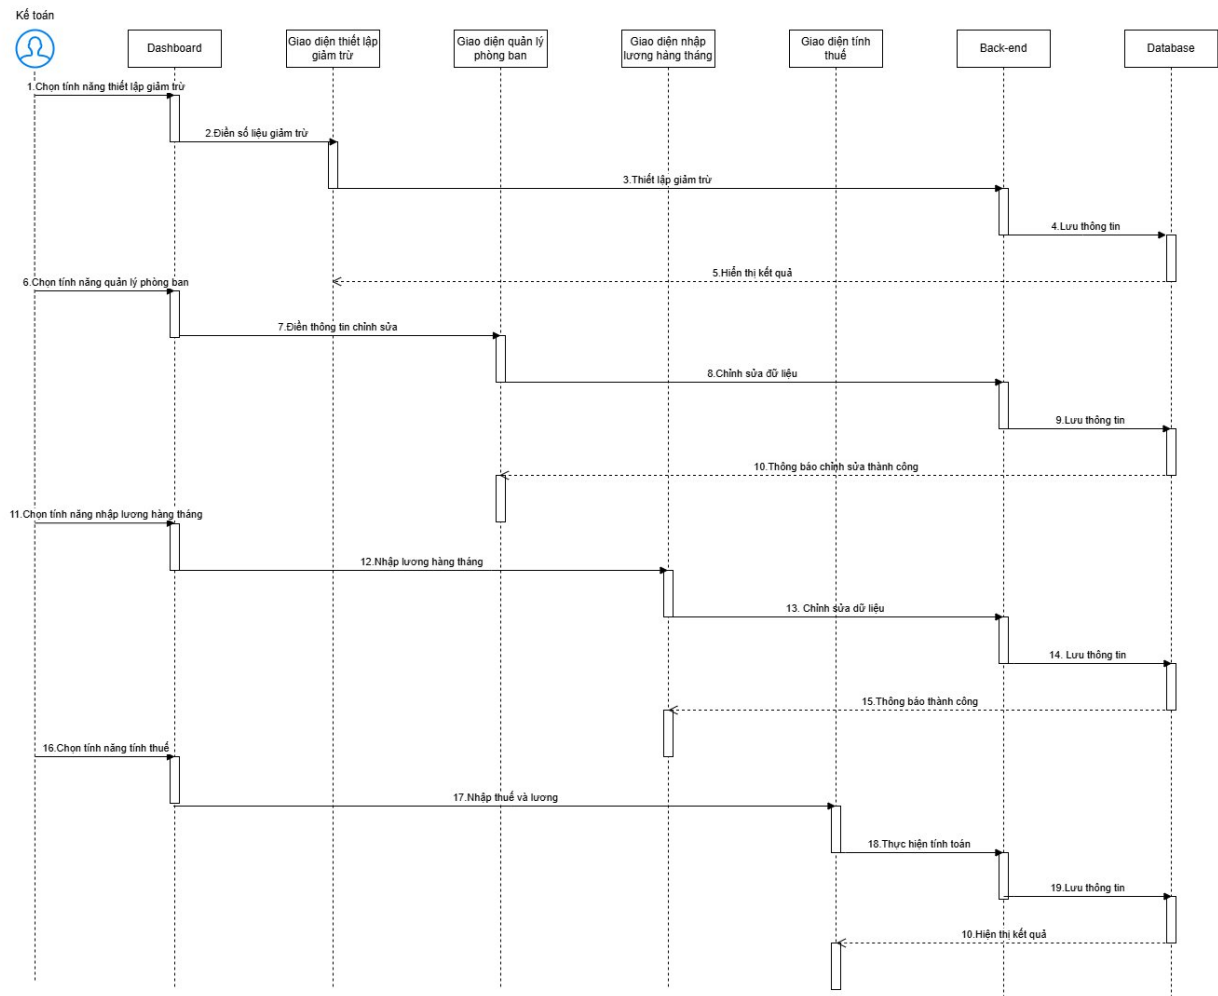 Kế toán
Dashboard
Giao diện thiết lập
giảm trừ
Giao diện quản lý
phòng ban
Giao diện nhập
lương hàng tháng
Giao diện tính
thuế
Back-end
Database
1.Chọn tính năng thiết lập giảm trừ
2.Điền số liệu giảm trừ
3.Thiết lập giảm trừ
4.Lưu thông tin
5.Hiển thị kết quả
6.Chọn tính năng quản lý phòng ban
7.Điền thông tin chỉnh sửa
8.Chỉnh sửa đữ liệu
9.Lưu thông tin
10.Thông báo chỉnh sửa thành công
11.Chọn tính năng nhập lương hàng tháng
12.Nhập lương hàng tháng
13. Chỉnh sửa dữ liệu
14. Lưu thông tin
15.Thông báo thành công
16.Chọn tính năng tính thuế
17.Nhập thuế và lương
18.Thực hiện tính toán
19.Lưu thông tin
10.Hiện thị kết quả